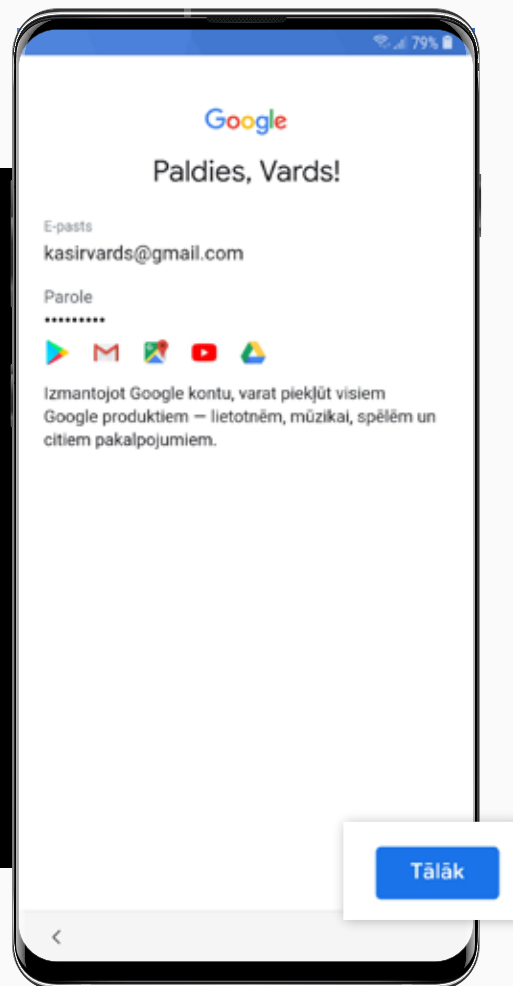 79%
Google
Paldies, Vards!
E-pasts
kasirvards@gmail.com
Parole
•••••••••
Izmantojot Google kontu, varat piekļūt visiem
Google produktiem — lietotnēm, mūzikai, spēlēm un
citiem pakalpojumiem.
Tālāk